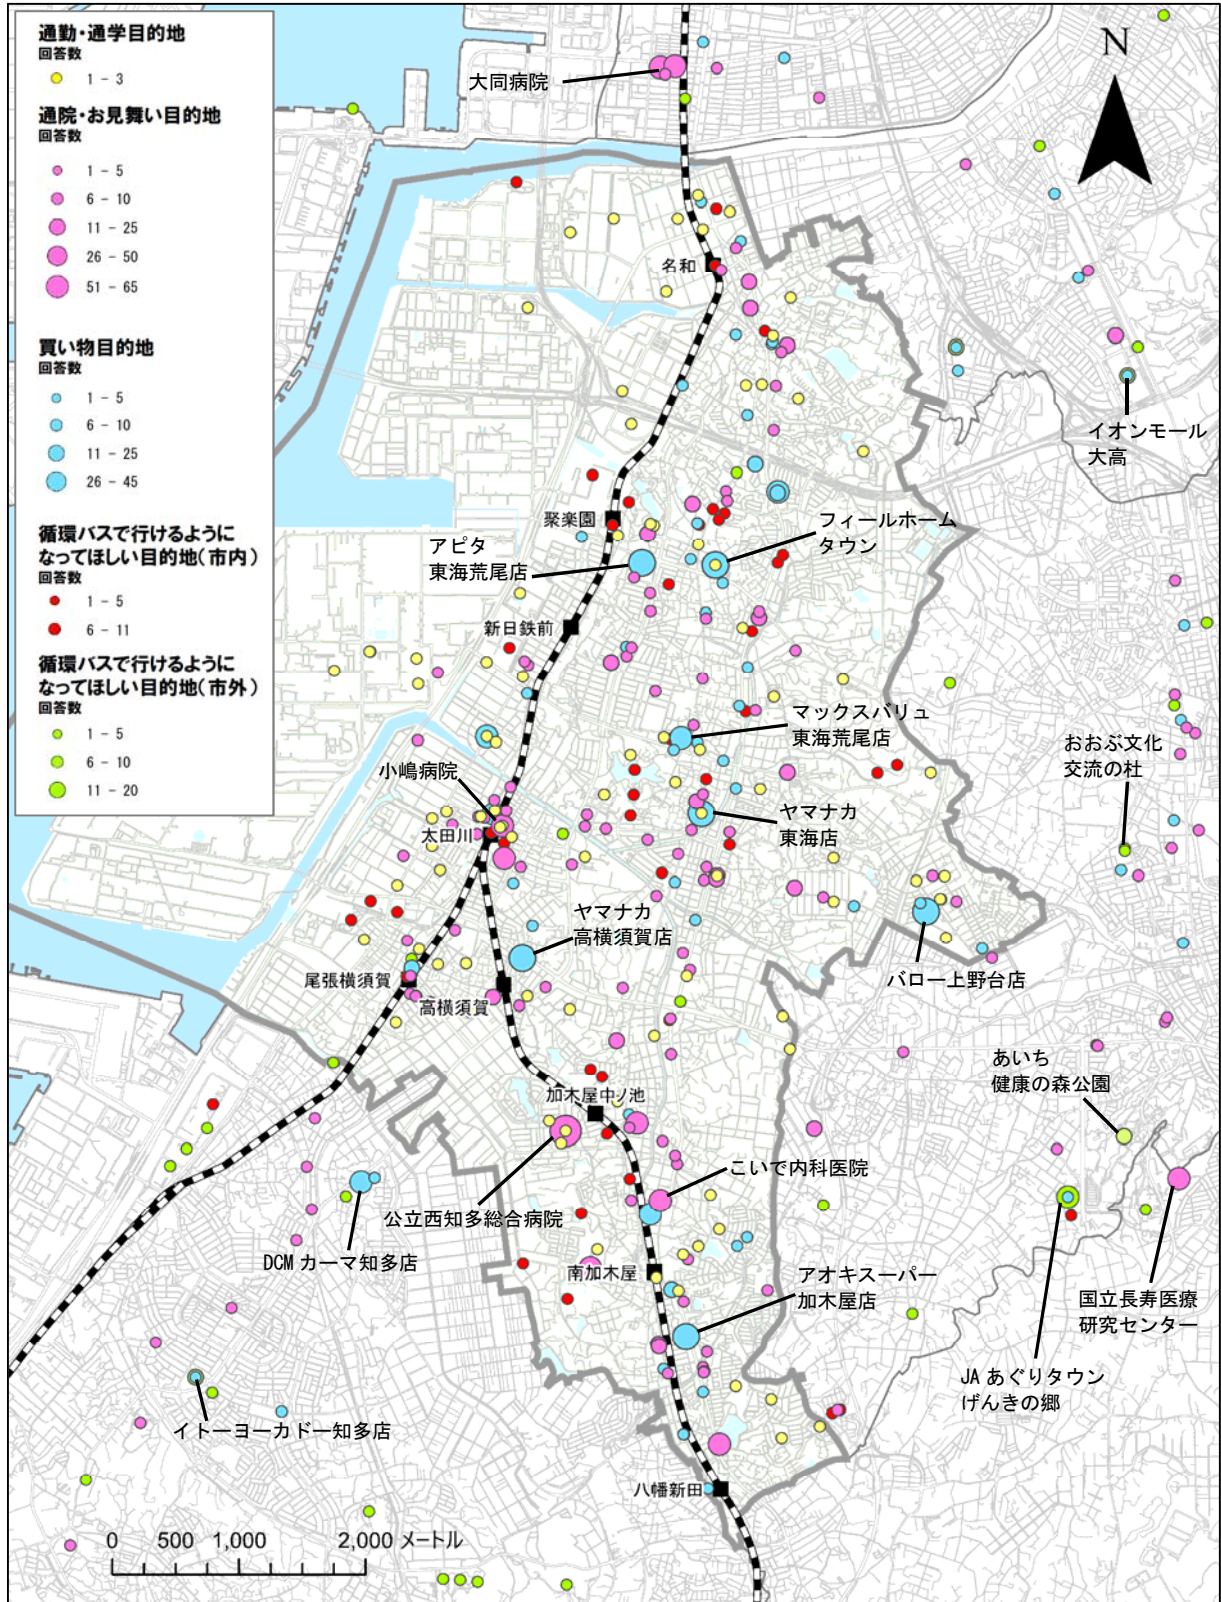 通勤・通学目的地
回答数
1 - 3
通院・お見舞い目的地
回答数
1 - 5
6 - 10
11 - 25
26 - 50
51 - 65
買い物目的地
回答数
1 - 5
6 - 10
11 - 25
26 - 45
循環バスで行けるように
なってほしい目的地(市内)
回答数
1 - 5
6 - 11
循環バスで行けるように
なってほしい目的地(市外)
回答数
1 - 5
6 - 10
11 - 20
N
大同病院
名和
イオンモール
大高
聚楽園
フィールホーム
タウン
アピタ
東海荒尾店
新日鉄前
マックスバリュ
東海荒尾店
おおぶ文化
交流の杜
小嶋病院
太田川
ヤマナカ
東海店
ヤマナカ
高横須賀店
尾張横須賀
高横須賀
バロー上野台店
あいち
健康の森公園
加木屋中ノ池
こいで内科医院
公立西知多総合病院
DCM カーマ知多店
南加木屋
アオキスーパー
加木屋店
国立長寿医療
研究センター
JA あぐりタウン
げんきの郷
イトーヨーカドー知多店
八幡新田
0 500 1,000 2,000 メートル